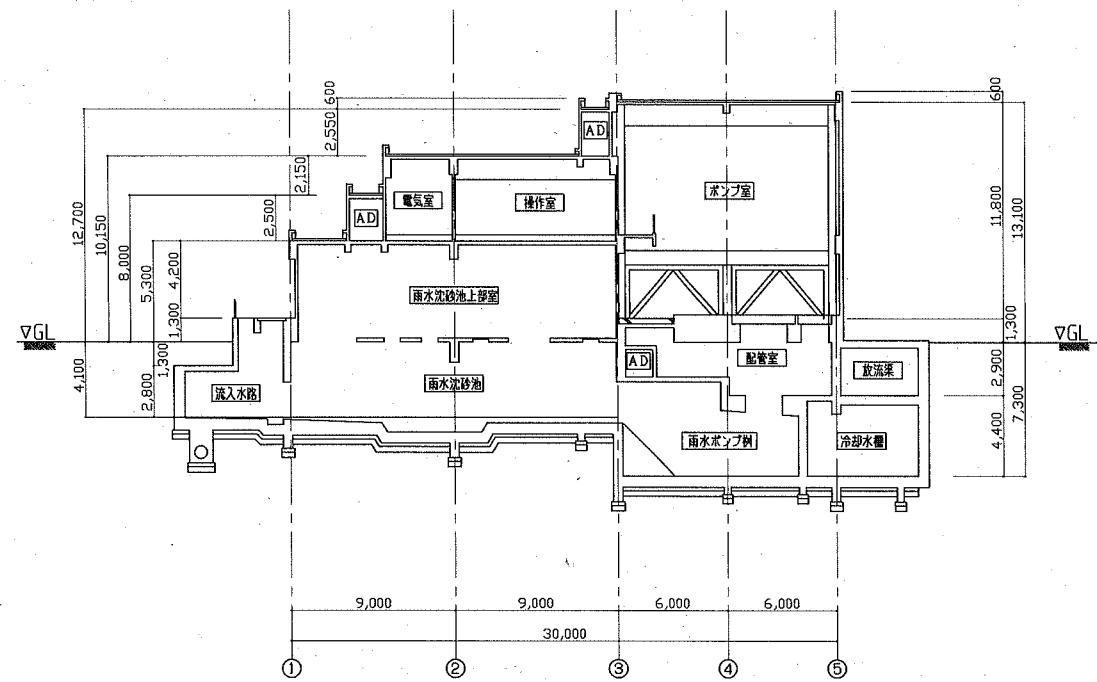 600
2,550
2,150
2,500
12,700
10,150
8,000
5,300
4,200
1,300
4,100
2,800
1,300
▽GL
AD
電気室
操作室
AD
ポンプ室
雨水沈砂池上部室
流入水路
雨水沈砂池
AD
配管室
放流渠
雨水ポンプ桝
冷却水槽
600
11,800
13,100
1,300
▽GL
2,900
7,300
4,400
9,000 9,000 6,000 6,000
30,000
① ② ③ ④ ⑤